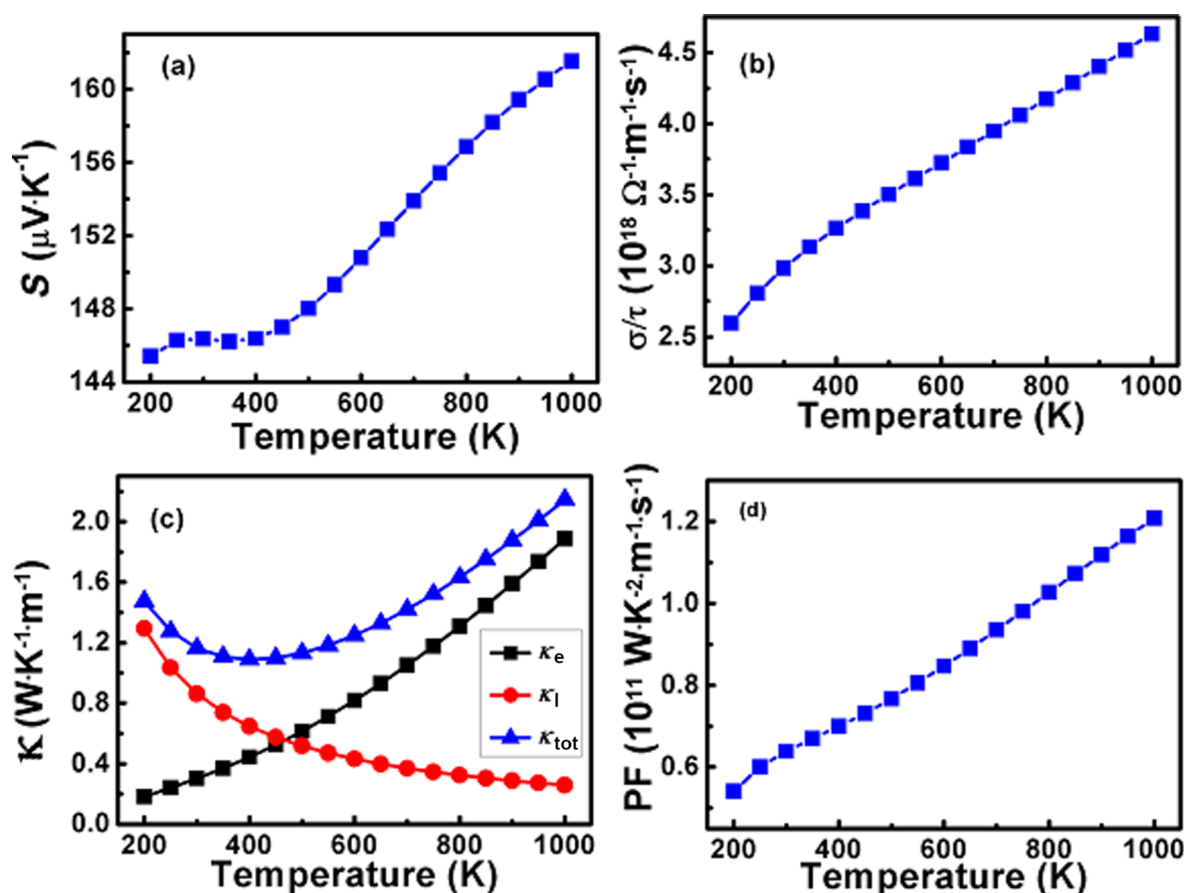 (a)
S (μV·K⁻¹)
160
156
152
148
144
200 400 600 800 1000
Temperature (K)
(b)
σ/τ (10¹⁸ Ω⁻¹·m⁻¹·s⁻¹)
4.5
4.0
3.5
3.0
2.5
200 400 600 800 1000
Temperature (K)
(c)
K (W·K⁻¹·m⁻¹)
2.0
1.6
1.2
0.8
0.4
0.0
κe
κl
κtot
200 400 600 800 1000
Temperature (K)
(d)
PF (10¹¹ W·K⁻²·m⁻¹·s⁻¹)
1.2
1.0
0.8
0.6
200 400 600 800 1000
Temperature (K)